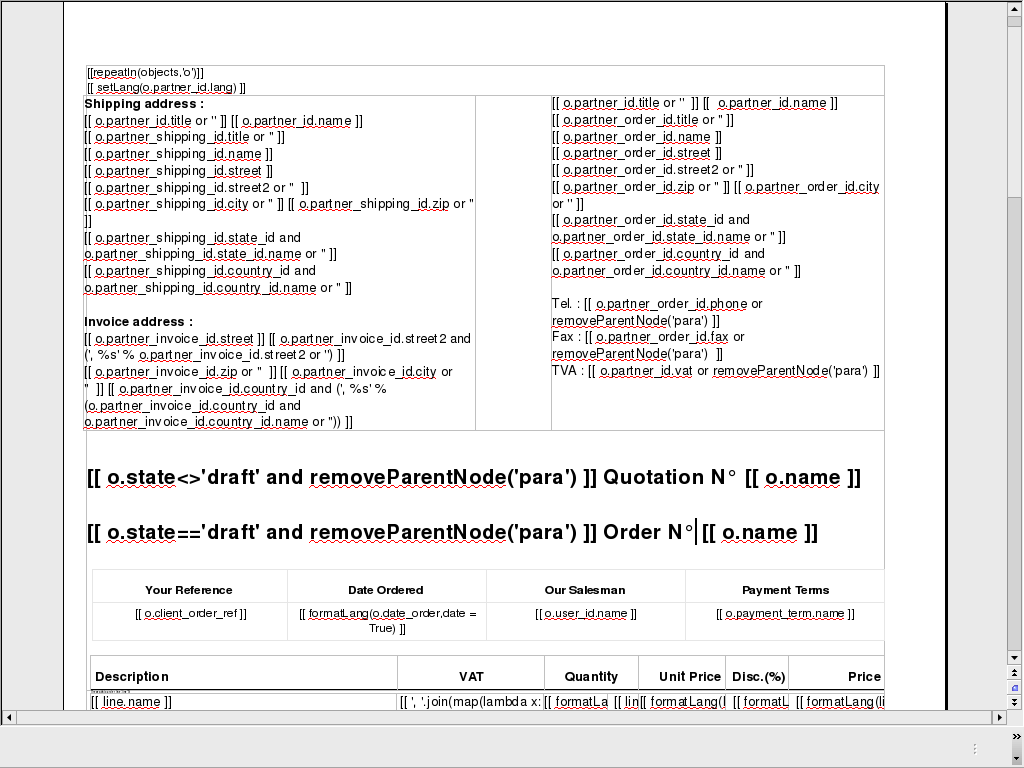 [[repeatIn(objects,'o')]]
[[ setLang(o.partner_id.lang) ]]
Shipping address :
[[ o.partner_id.title or '' ]] [[ o.partner_id.name ]]
[[ o.partner_shipping_id.title or '' ]]
[[ o.partner_shipping_id.name ]]
[[ o.partner_shipping_id.street ]]
[[ o.partner_shipping_id.street2 or ''  ]]
[[ o.partner_shipping_id.city or '' ]] [[ o.partner_shipping_id.zip or ''
]]
[[ o.partner_shipping_id.state_id and
o.partner_shipping_id.state_id.name or '' ]]
[[ o.partner_shipping_id.country_id and
o.partner_shipping_id.country_id.name or '' ]]
Invoice address :
[[ o.partner_invoice_id.street ]] [[ o.partner_invoice_id.street2 and
(', %s' % o.partner_invoice_id.street2 or '') ]]
[[ o.partner_invoice_id.zip or ''  ]] [[ o.partner_invoice_id.city or
''  ]] [[ o.partner_invoice_id.country_id and (', %s' %
(o.partner_invoice_id.country_id and
o.partner_invoice_id.country_id.name or '')) ]]
[[ o.partner_id.title or ''  ]] [[  o.partner_id.name ]]
[[ o.partner_order_id.title or '' ]]
[[ o.partner_order_id.name ]]
[[ o.partner_order_id.street ]]
[[ o.partner_order_id.street2 or '' ]]
[[ o.partner_order_id.zip or '' ]] [[ o.partner_order_id.city
or '' ]]
[[ o.partner_order_id.state_id and
o.partner_order_id.state_id.name or '' ]]
[[ o.partner_order_id.country_id and
o.partner_order_id.country_id.name or '' ]]
Tel. : [[ o.partner_order_id.phone or
removeParentNode('para') ]]
Fax : [[ o.partner_order_id.fax or
removeParentNode('para')  ]]
TVA : [[ o.partner_id.vat or removeParentNode('para') ]]
[[ o.state<>'draft' and removeParentNode('para') ]] Quotation N° [[ o.name ]]
[[ o.state=='draft' and removeParentNode('para') ]] Order N° [[ o.name ]]
Your Reference Date Ordered Our Salesman Payment Terms
[[ o.client_order_ref ]] [[ formatLang(o.date_order,date = [[ o.user_id.name ]] [[ o.payment_term.name ]]
True) ]]
Description VAT Quantity Unit Price Disc.(%) Price
[[ line.name ]] [[ ', '.join(map(lambda x: [[ formatLa [[ lin [[ formatLang(l [[ formatL [[ formatLang(li